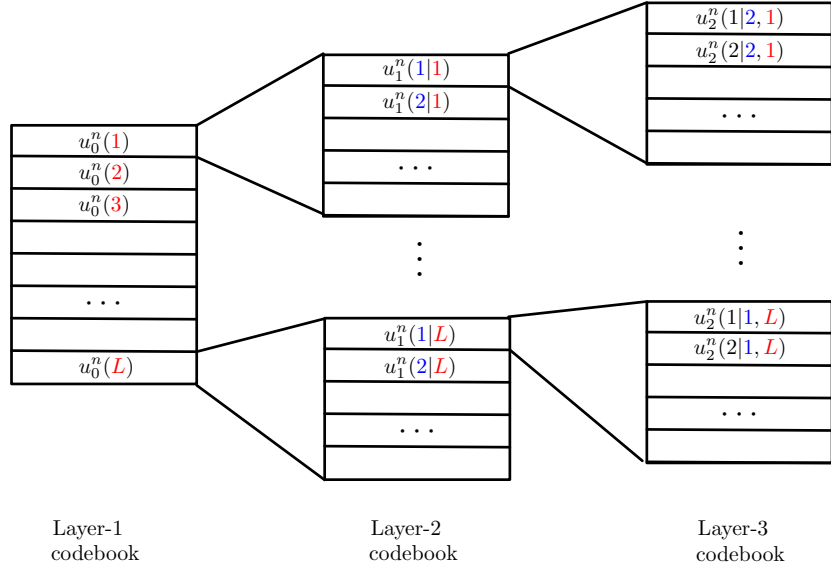 u_0^n(1)
u_0^n(2)
u_0^n(3)
...
u_0^n(L)
u_1^n(1|1)
u_1^n(2|1)
...
⋮
u_1^n(1|L)
u_1^n(2|L)
...
u_2^n(1|2, 1)
u_2^n(2|2, 1)
...
⋮
u_2^n(1|1, L)
u_2^n(2|1, L)
...
Layer-1
codebook
Layer-2
codebook
Layer-3
codebook